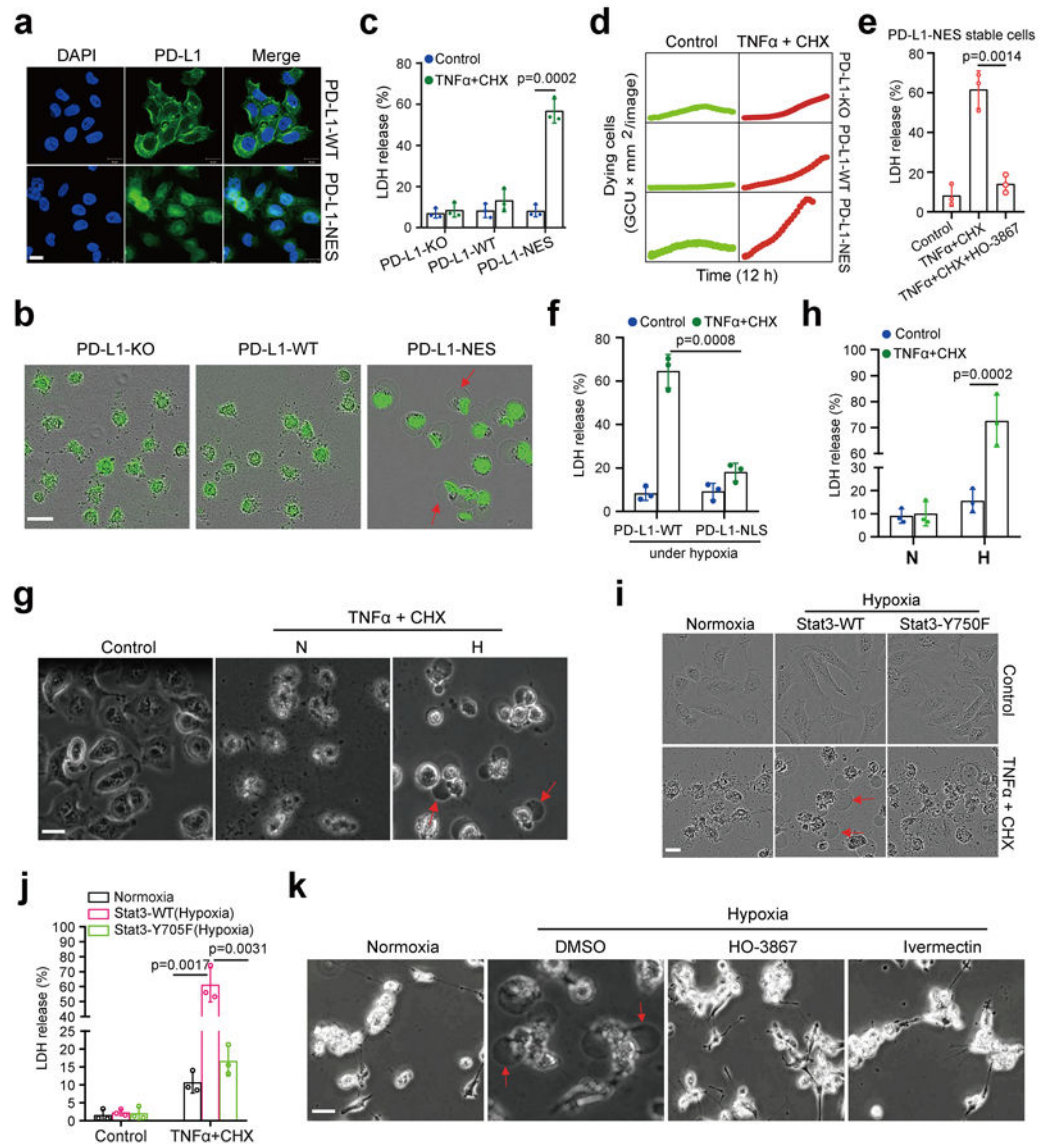 a
DAPI
PD-L1
Merge
PD-L1-WT
PD-L1-NES
b
PD-L1-KO
PD-L1-WT
PD-L1-NES
c
Control
TNFα+CHX
p=0.0002
LDH release (%)
80
60
40
20
0
PD-L1-KO
PD-L1-WT
PD-L1-NES
d
Control
TNFα + CHX
Dying cells
(GCU × mm 2/image)
PD-L1-KO
PD-L1-WT
PD-L1-NES
Time (12 h)
e
PD-L1-NES stable cells
p=0.0014
LDH release (%)
80
60
40
20
0
Control
TNFα+CHX
TNFα+CHX+HO-3867
f
Control
TNFα+CHX
p=0.0008
LDH release (%)
80
60
40
20
0
PD-L1-WT
PD-L1-NLS
under hypoxia
g
TNFα + CHX
Control
N
H
h
Control
TNFα+CHX
p=0.0002
LDH release (%)
100
90
80
70
60
50
20
10
0
N
H
i
Hypoxia
Normoxia
Stat3-WT
Stat3-Y750F
Control
TNFα + CHX
j
Normoxia
Stat3-WT(Hypoxia)
Stat3-Y705F(Hypoxia)
p=0.0031
p=0.0017
LDH release (%)
100
90
80
70
60
50
40
30
25
20
15
10
5
0
Control
TNFα+CHX
k
Hypoxia
Normoxia
DMSO
HO-3867
Ivermectin